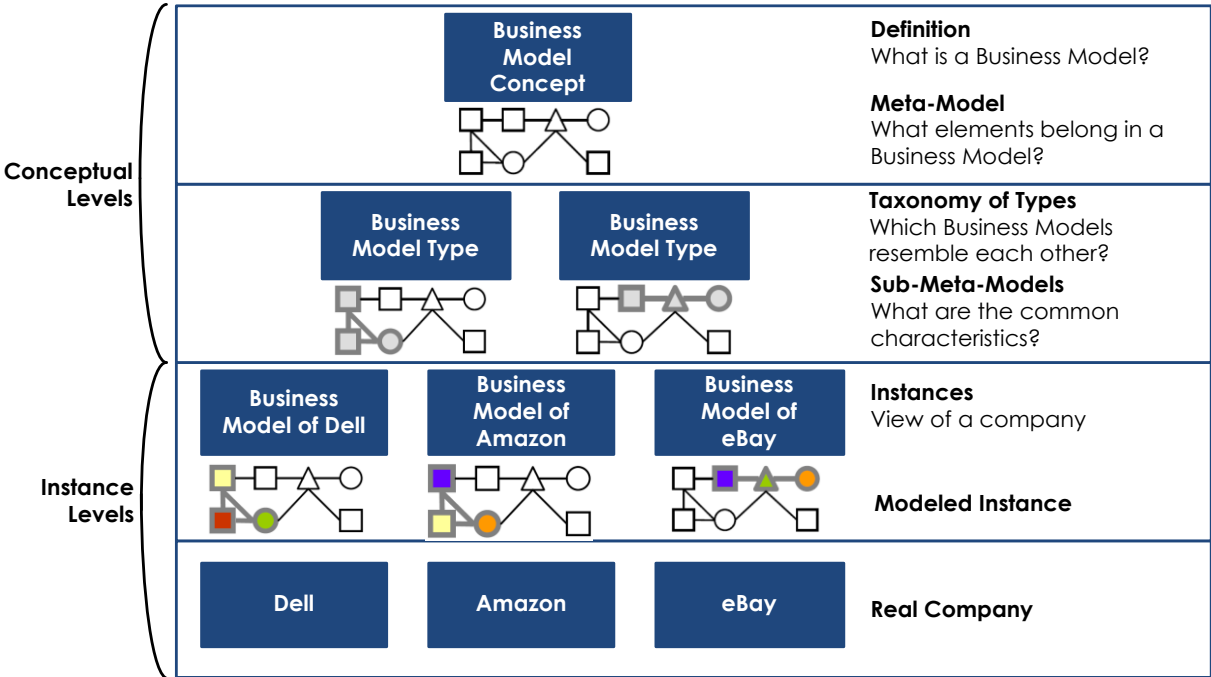 Conceptual
Levels
Business
Model
Concept
Definition
What is a Business Model?
Meta-Model
What elements belong in a
Business Model?
Business
Model Type
Business
Model Type
Taxonomy of Types
Which Business Models
resemble each other?
Sub-Meta-Models
What are the common
characteristics?
Instance
Levels
Business
Model of Dell
Business
Model of
Amazon
Business
Model of
eBay
Instances
View of a company
Modeled Instance
Dell
Amazon
eBay
Real Company